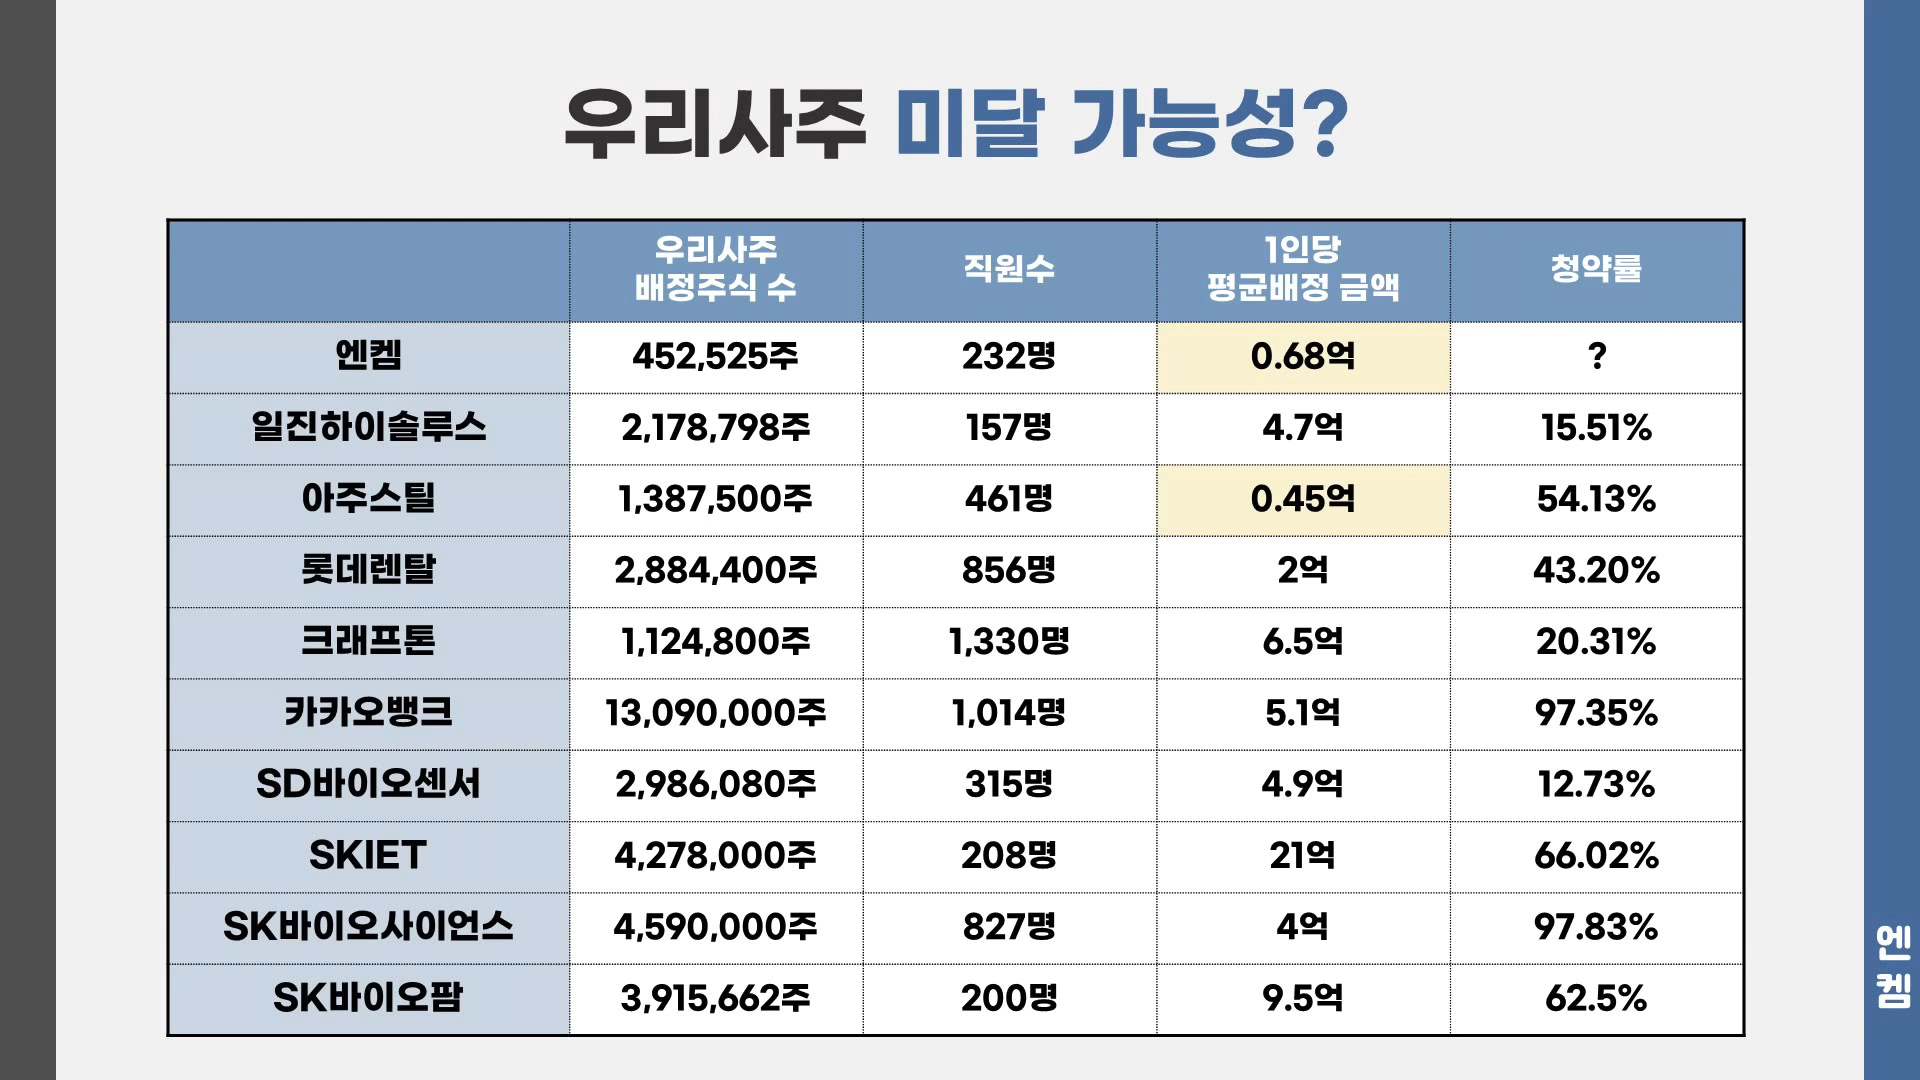 우리사주 미달 가능성?
우리사주
배정주식 수
직원수
1인당
평균배정 금액
청약률
엔켐 452,525주 232명 0.68억 ?
일진하이솔루스 2,178,798주 157명 4.7억 15.51%
아주스틸 1,387,500주 461명 0.45억 54.13%
롯데렌탈 2,884,400주 856명 2억 43.20%
크래프톤 1,124,800주 1,330명 6.5억 20.31%
카카오뱅크 13,090,000주 1,014명 5.1억 97.35%
SD바이오센서 2,986,080주 315명 4.9억 12.73%
SKIET 4,278,000주 208명 21억 66.02%
SK바이오사이언스 4,590,000주 827명 4억 97.83%
SK바이오팜 3,915,662주 200명 9.5억 62.5%
엔켐